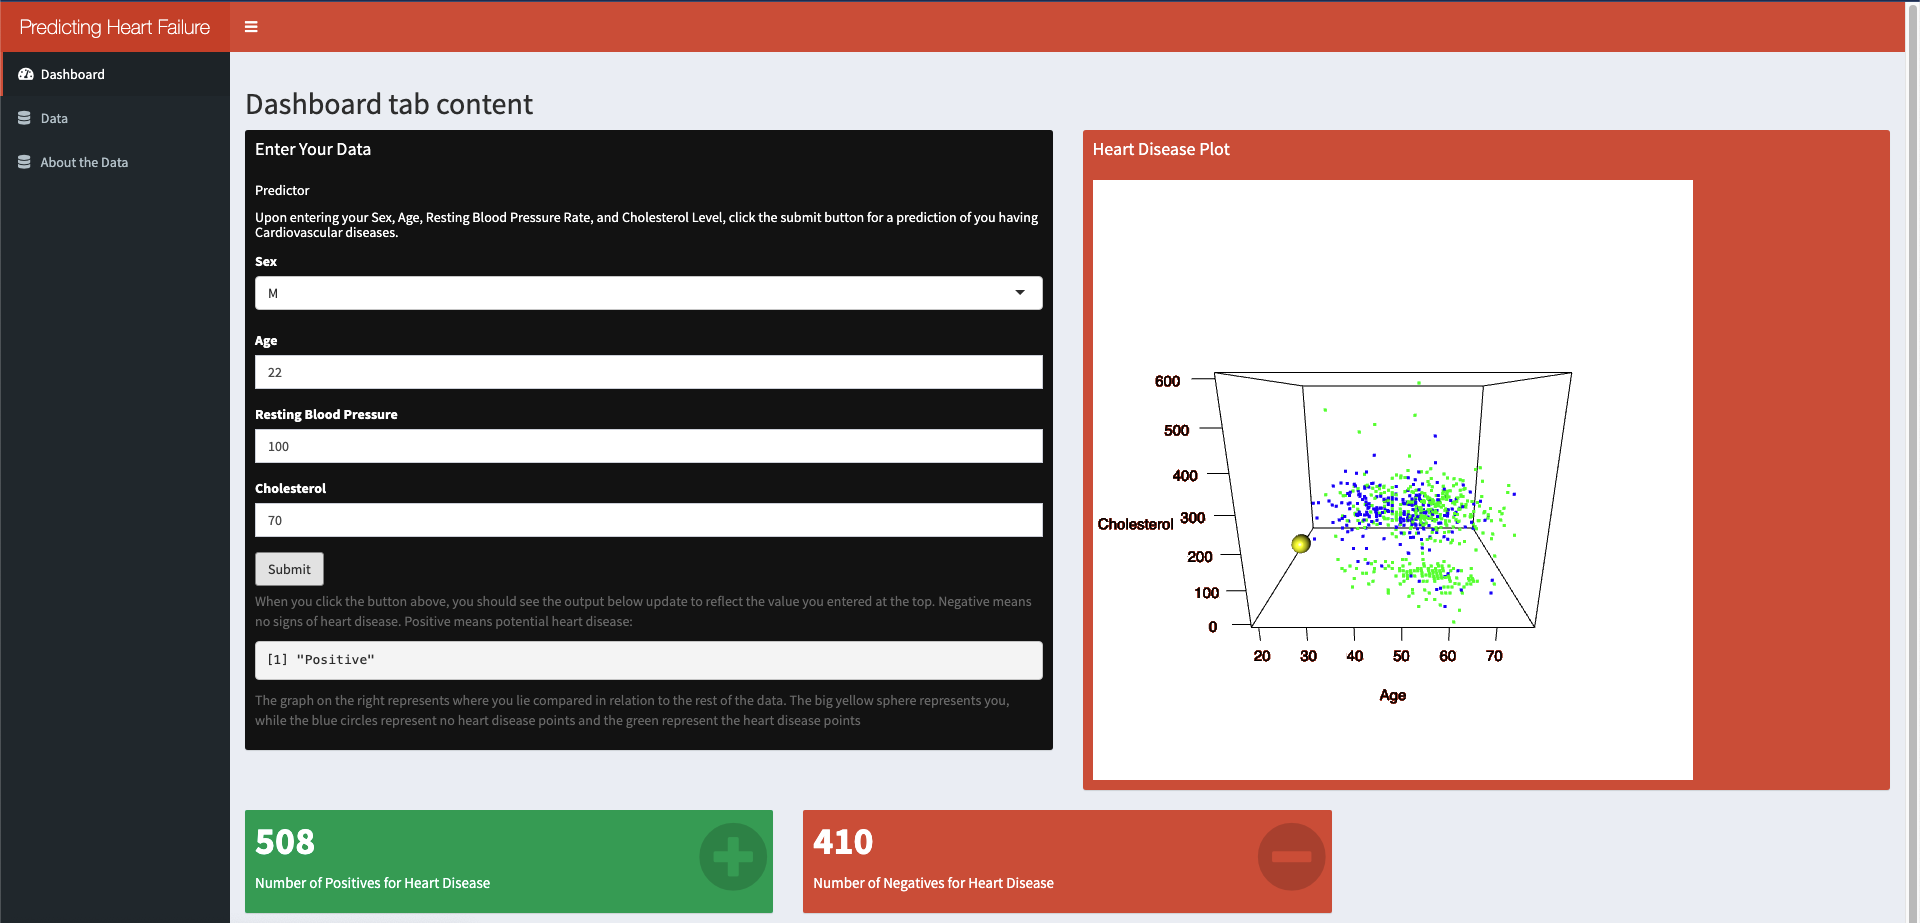 Predicting Heart Failure
Dashboard
Data
About the Data
Dashboard tab content
Enter Your Data
Predictor
Upon entering your Sex, Age, Resting Blood Pressure Rate, and Cholesterol Level, click the submit button for a prediction of you having
Cardiovascular diseases.
Sex
M
Age
22
Resting Blood Pressure
100
Cholesterol
70
Submit
When you click the button above, you should see the output below update to reflect the value you entered at the top. Negative means
no signs of heart disease. Positive means potential heart disease:
[1] "Positive"
The graph on the right represents where you lie compared in relation to the rest of the data. The big yellow sphere represents you,
while the blue circles represent no heart disease points and the green represent the heart disease points
Heart Disease Plot
600
500
400
Cholesterol 300
200
100
0
20 30 40 50 60 70
Age
508
Number of Positives for Heart Disease
410
Number of Negatives for Heart Disease